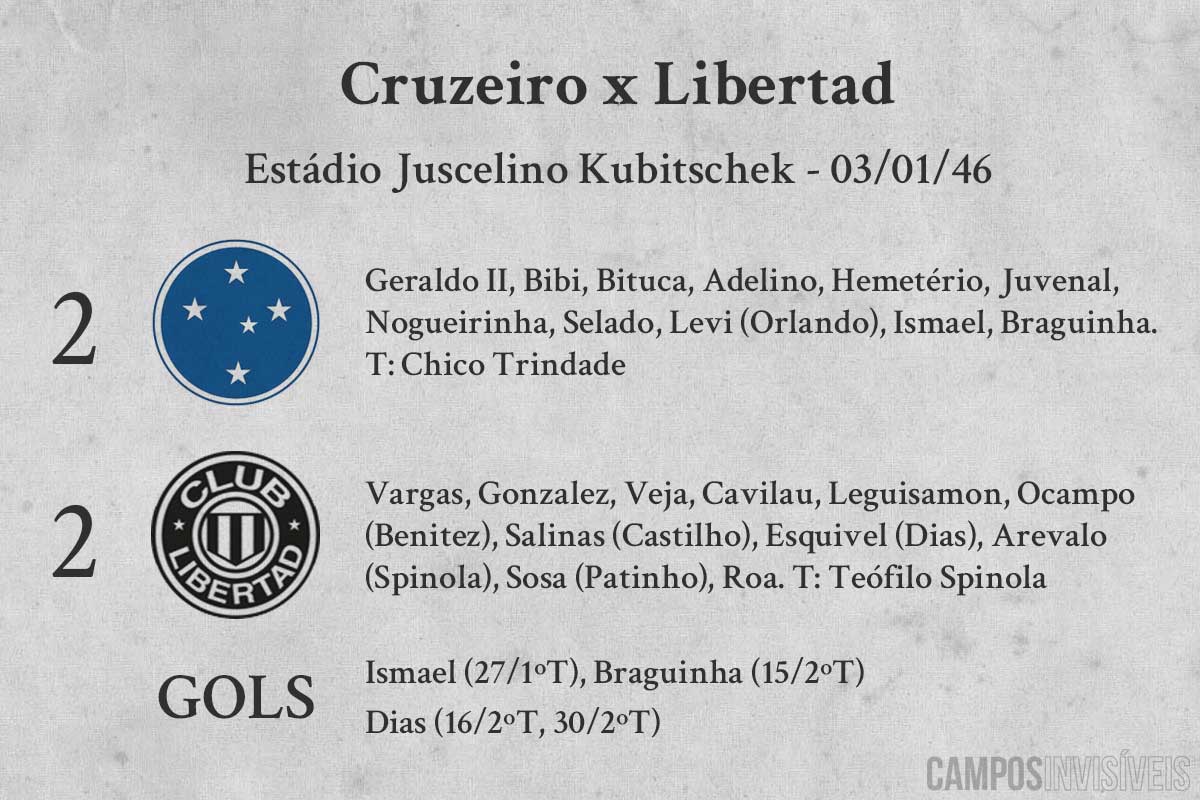 Cruzeiro x Libertad
Estádio Juscelino Kubitschek - 03/01/46
2
Geraldo II, Bibi, Bituca, Adelino, Hemetério, Juvenal,
Nogueirinha, Selado, Levi (Orlando), Ismael, Braguinha.
T: Chico Trindade
2
CLUB
LIBERTAD
Vargas, Gonzalez, Veja, Cavilau, Leguisamon, Ocampo
(Benitez), Salinas (Castilho), Esquivel (Dias), Arevalo
(Spinola), Sosa (Patinho), Roa. T: Teófilo Spinola
GOLS
Ismael (27/1ºT), Braguinha (15/2ºT)
Dias (16/2ºT, 30/2ºT)
CAMPOSINVISÍVEIS